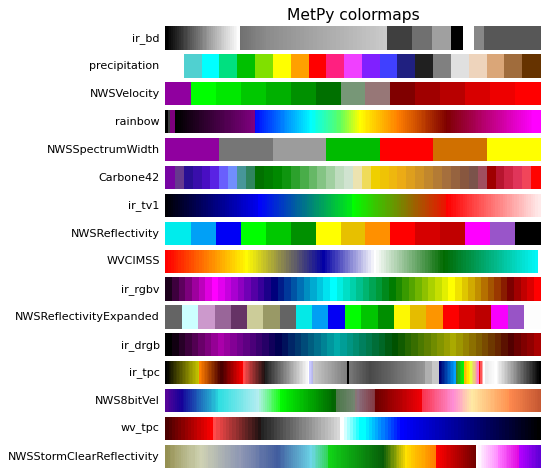 MetPy colormaps
ir_bd
precipitation
NWSVelocity
rainbow
NWSSpectrumWidth
Carbone42
ir_tv1
NWSReflectivity
WVCIMSS
ir_rgbv
NWSReflectivityExpanded
ir_drgb
ir_tpc
NWS8bitVel
wv_tpc
NWSStormClearReflectivity